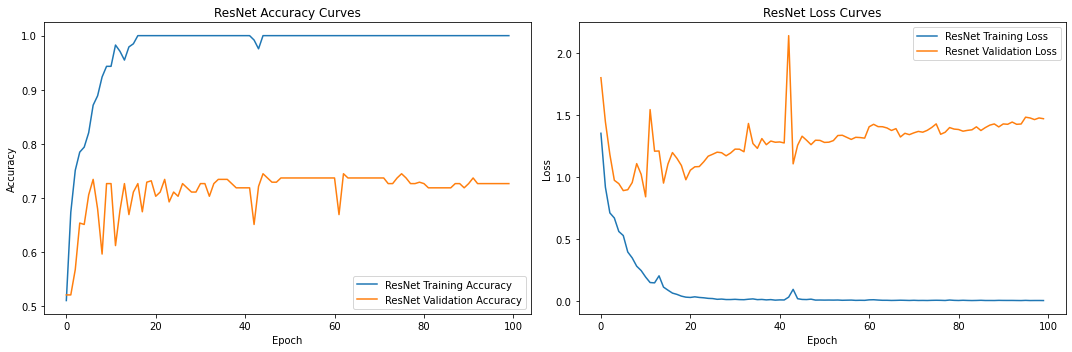 ResNet Accuracy Curves
1.0
0.9
0.8
0.7
0.6
0.5
Accuracy
0
20
40
60
80
100
Epoch
ResNet Training Accuracy
ResNet Validation Accuracy
ResNet Loss Curves
2.0
1.5
1.0
0.5
0.0
Loss
0
20
40
60
80
100
Epoch
ResNet Training Loss
Resnet Validation Loss